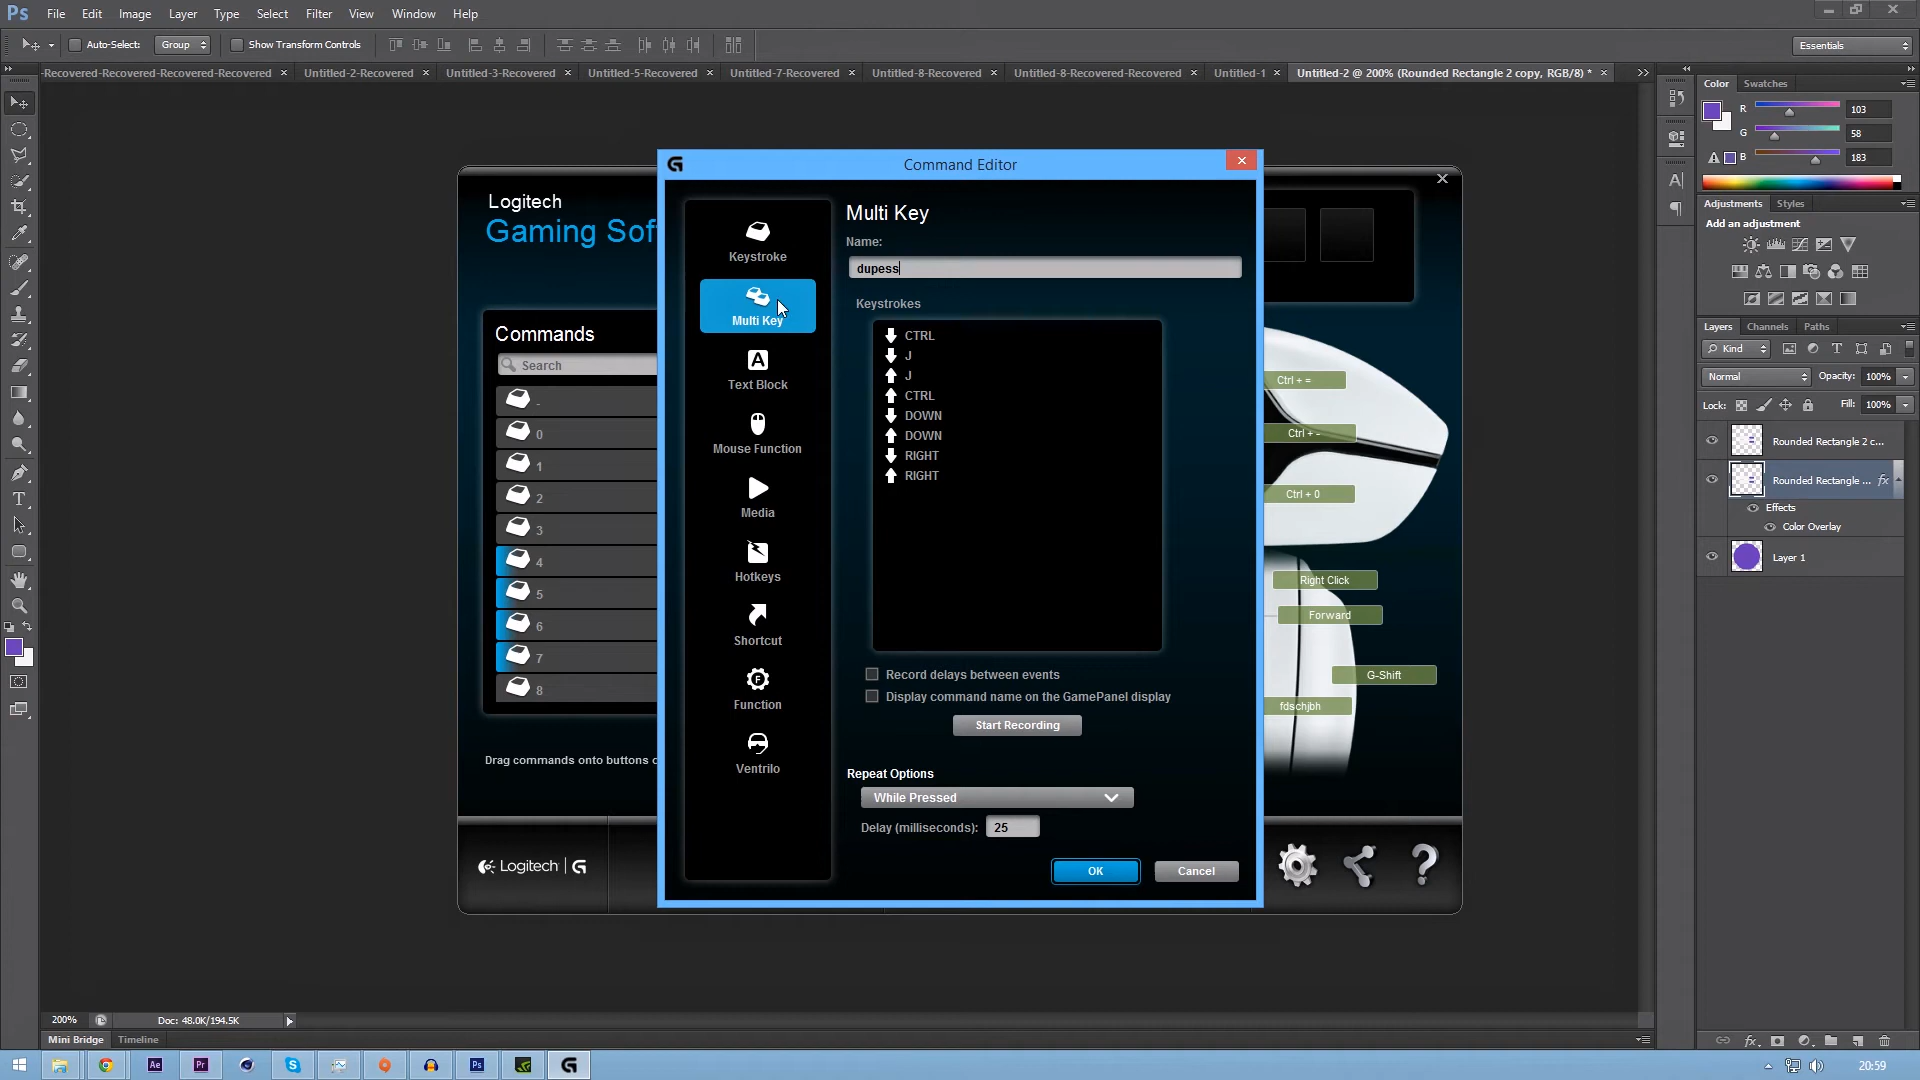 Ps File Edit Image Layer Type Select Filter View Window Help
Auto-Select: Group Show Transform Controls Essentials
-Recovered-Recovered-Recovered-Recovered × Untitled-2-Recovered × Untitled-3-Recovered × Untitled-5-Recovered × Untitled-7-Recovered × Untitled-8-Recovered × Untitled-8-Recovered-Recovered × Untitled-1 × Untitled-2 @ 200% (Rounded Rectangle 2 copy, RGB/8) * ×
Color Swatches
R 103
G 58
B 183
Adjustments Styles
Add an adjustment
Layers Channels Paths
Kind
Normal Opacity: 100%
Lock: Fill: 100%
Rounded Rectangle 2 c...
Rounded Rectangle ... fx
Effects
Color Overlay
Layer 1
Logitech
Gaming Sof
Commands
Search
-
0
1
2
3
4
5
6
7
8
Drag commands onto buttons o
Logitech | G
Command Editor
Keystroke
Multi Key
Text Block
Mouse Function
Media
Hotkeys
Shortcut
Function
Ventrilo
Multi Key
Name:
dupess
Keystrokes
CTRL
J
J
CTRL
DOWN
DOWN
RIGHT
RIGHT
Record delays between events
Display command name on the GamePanel display
Start Recording
Repeat Options
While Pressed
Delay (milliseconds): 25
OK Cancel
Ctrl + =
Ctrl + -
Ctrl + 0
Right Click
Forward
G-Shift
fdschjbh
200% Doc: 48.0K/194.5K
Mini Bridge Timeline
Ae Pr Ps
20:59